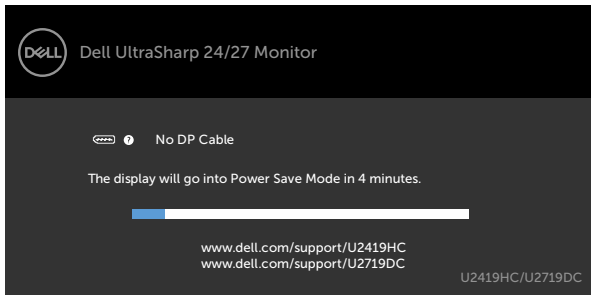 DELL
Dell UltraSharp 24/27 Monitor
? No DP Cable
The display will go into Power Save Mode in 4 minutes.
www.dell.com/support/U2419HC
www.dell.com/support/U2719DC
U2419HC/U2719DC